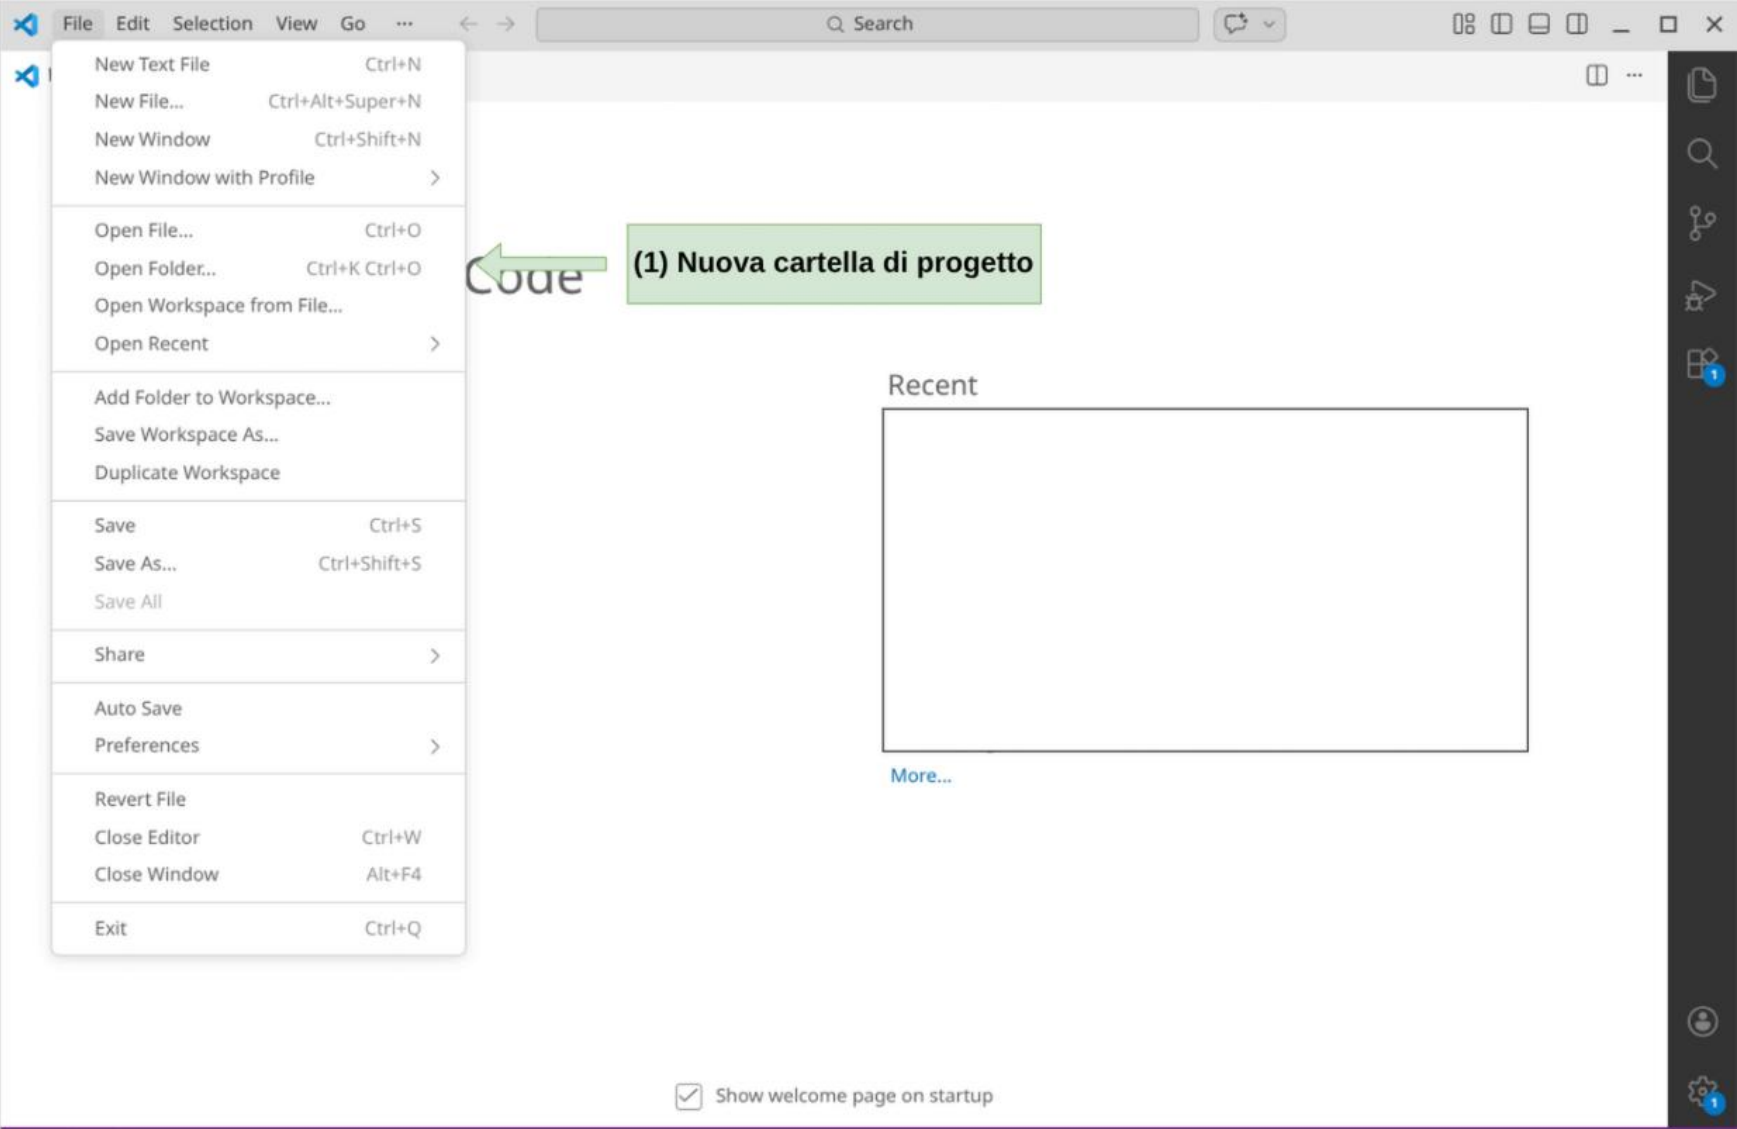 File Edit Selection View Go ··· Search
New Text File Ctrl+N
New File... Ctrl+Alt+Super+N
New Window Ctrl+Shift+N
New Window with Profile
Open File... Ctrl+O
Open Folder... Ctrl+K Ctrl+O
Open Workspace from File...
Open Recent
Add Folder to Workspace...
Save Workspace As...
Duplicate Workspace
Save Ctrl+S
Save As... Ctrl+Shift+S
Save All
Share
Auto Save
Preferences
Revert File
Close Editor Ctrl+W
Close Window Alt+F4
Exit Ctrl+Q
Code
(1) Nuova cartella di progetto
Recent
More...
Show welcome page on startup
1
1